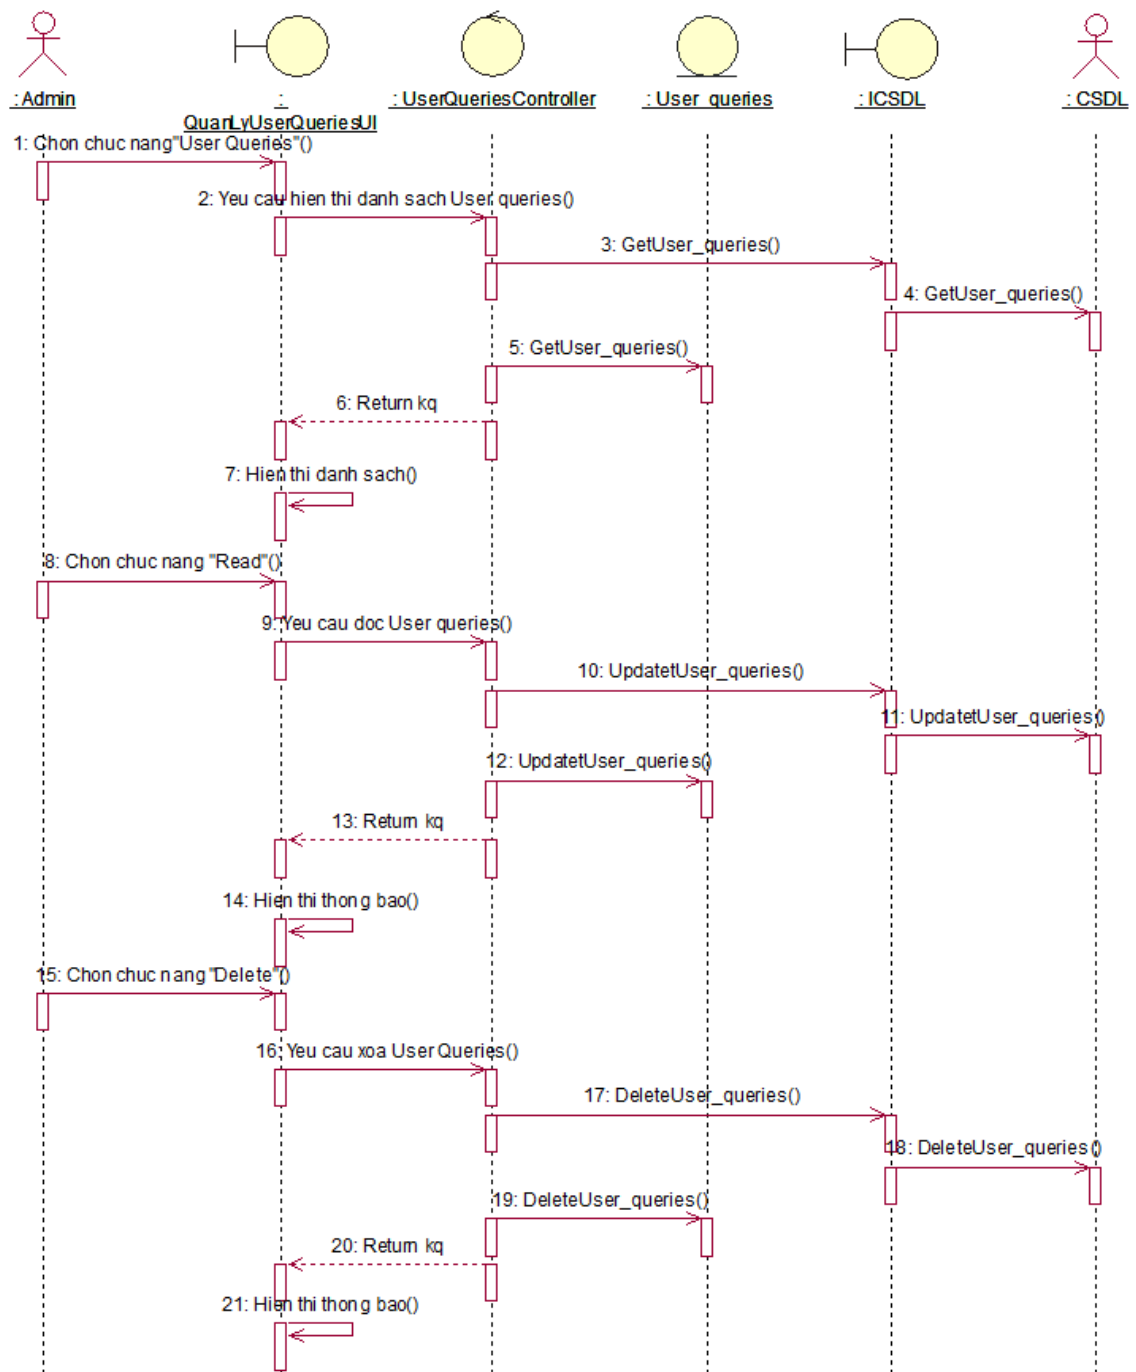 : Admin
:
QuanLyUserQueriesUI
: UserQueriesController
: User_queries
: ICSDL
: CSDL
1: Chon chuc nang"User Queries"()
2: Yeu cau hien thi danh sach User queries()
3: GetUser_queries()
4: GetUser_queries()
5: GetUser_queries()
6: Return kq
7: Hien thi danh sach()
8: Chon chuc nang "Read"()
9: Yeu cau doc User queries()
10: UpdatetUser_queries()
11: UpdatetUser_queries()
12: UpdatetUser_queries()
13: Return kq
14: Hien thi thong bao()
15: Chon chuc nang "Delete"()
16: Yeu cau xoa User Queries()
17: DeleteUser_queries()
18: DeleteUser_queries()
19: DeleteUser_queries()
20: Return kq
21: Hien thi thong bao()